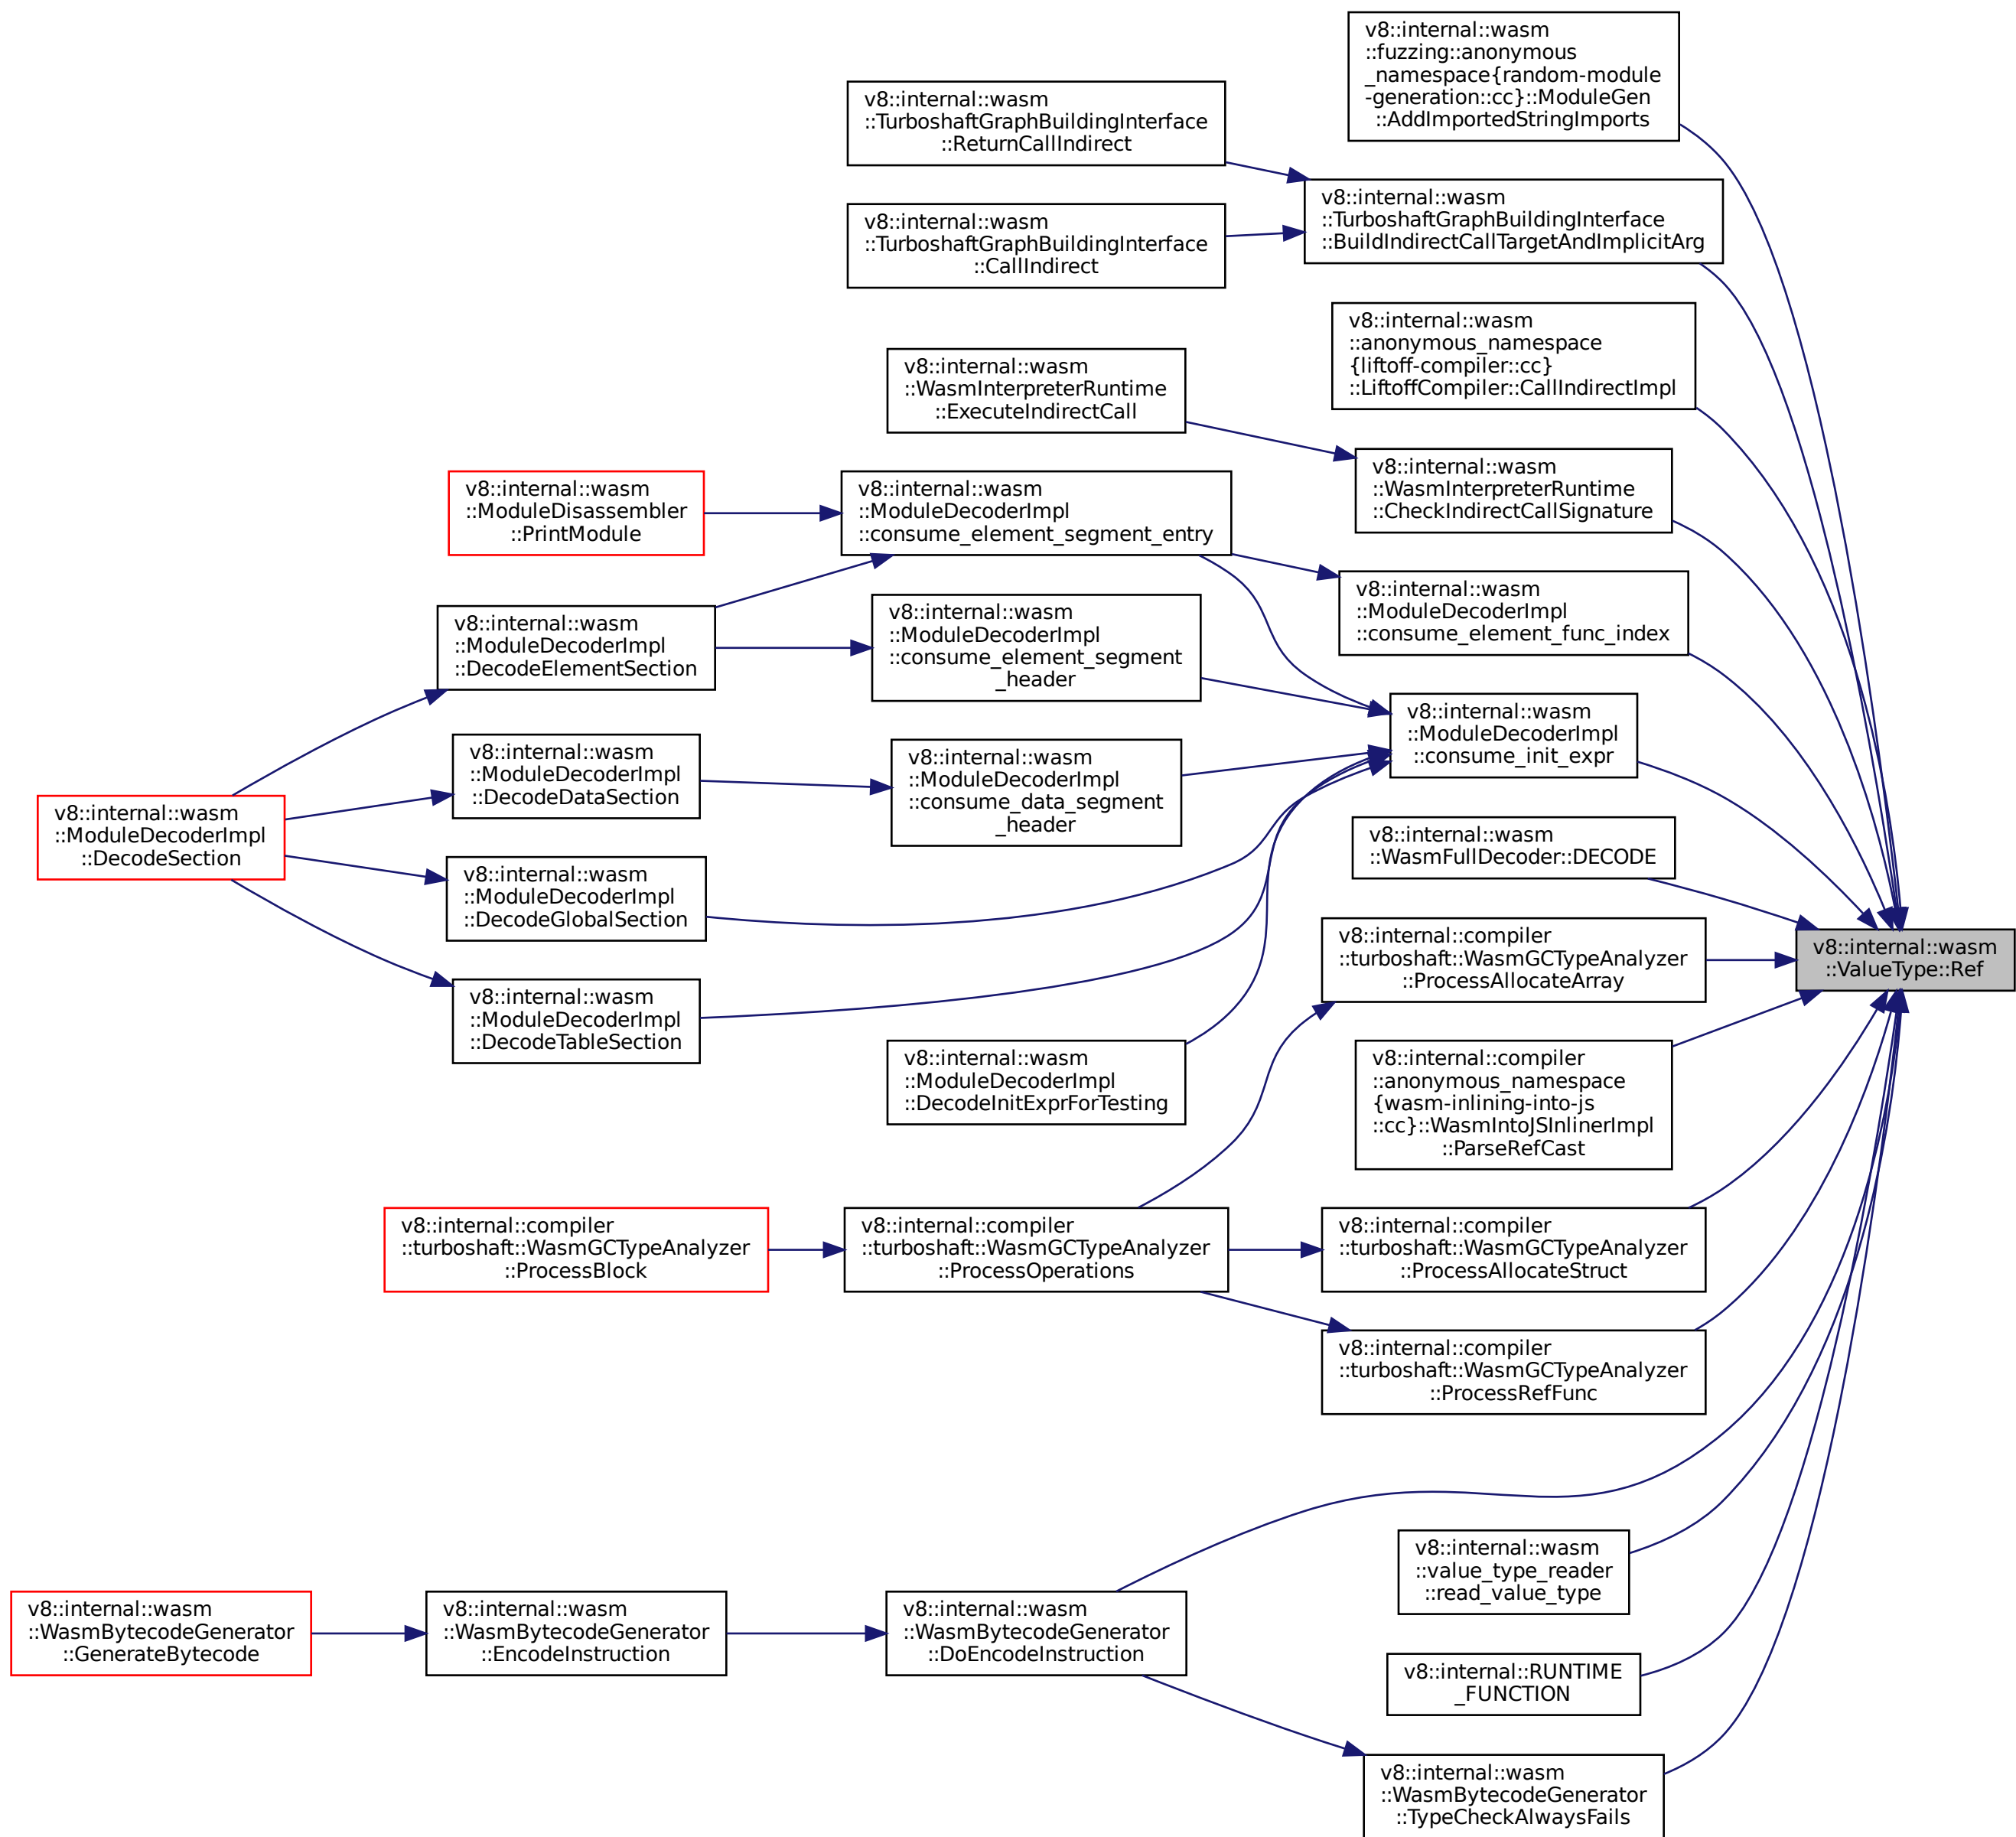 v8::internal::wasm
::fuzzing::anonymous
_namespace{random-module
-generation::cc}::ModuleGen
::AddImportedStringImports
v8::internal::wasm
::TurboshaftGraphBuildingInterface
::ReturnCallIndirect
v8::internal::wasm
::TurboshaftGraphBuildingInterface
::BuildIndirectCallTargetAndImplicitArg
v8::internal::wasm
::TurboshaftGraphBuildingInterface
::CallIndirect
v8::internal::wasm
::anonymous_namespace
{liftoff-compiler::cc}
::LiftoffCompiler::CallIndirectImpl
v8::internal::wasm
::WasmInterpreterRuntime
::ExecuteIndirectCall
v8::internal::wasm
::WasmInterpreterRuntime
::CheckIndirectCallSignature
v8::internal::wasm
::ModuleDisassembler
::PrintModule
v8::internal::wasm
::ModuleDecoderImpl
::consume_element_segment_entry
v8::internal::wasm
::ModuleDecoderImpl
::consume_element_func_index
v8::internal::wasm
::ModuleDecoderImpl
::DecodeElementSection
v8::internal::wasm
::ModuleDecoderImpl
::consume_element_segment
_header
v8::internal::wasm
::ModuleDecoderImpl
::consume_init_expr
v8::internal::wasm
::ModuleDecoderImpl
::DecodeDataSection
v8::internal::wasm
::ModuleDecoderImpl
::consume_data_segment
_header
v8::internal::wasm
::ModuleDecoderImpl
::DecodeSection
v8::internal::wasm
::WasmFullDecoder::DECODE
v8::internal::wasm
::ModuleDecoderImpl
::DecodeGlobalSection
v8::internal::compiler
::turboshaft::WasmGCTypeAnalyzer
::ProcessAllocateArray
v8::internal::wasm
::ValueType::Ref
v8::internal::wasm
::ModuleDecoderImpl
::DecodeTableSection
v8::internal::wasm
::ModuleDecoderImpl
::DecodeInitExprForTesting
v8::internal::compiler
::anonymous_namespace
{wasm-inlining-into-js
::cc}::WasmIntoJSInlinerImpl
::ParseRefCast
v8::internal::compiler
::turboshaft::WasmGCTypeAnalyzer
::ProcessBlock
v8::internal::compiler
::turboshaft::WasmGCTypeAnalyzer
::ProcessOperations
v8::internal::compiler
::turboshaft::WasmGCTypeAnalyzer
::ProcessAllocateStruct
v8::internal::compiler
::turboshaft::WasmGCTypeAnalyzer
::ProcessRefFunc
v8::internal::wasm
::value_type_reader
::read_value_type
v8::internal::wasm
::WasmBytecodeGenerator
::GenerateBytecode
v8::internal::wasm
::WasmBytecodeGenerator
::EncodeInstruction
v8::internal::wasm
::WasmBytecodeGenerator
::DoEncodeInstruction
v8::internal::RUNTIME
_FUNCTION
v8::internal::wasm
::WasmBytecodeGenerator
::TypeCheckAlwaysFails